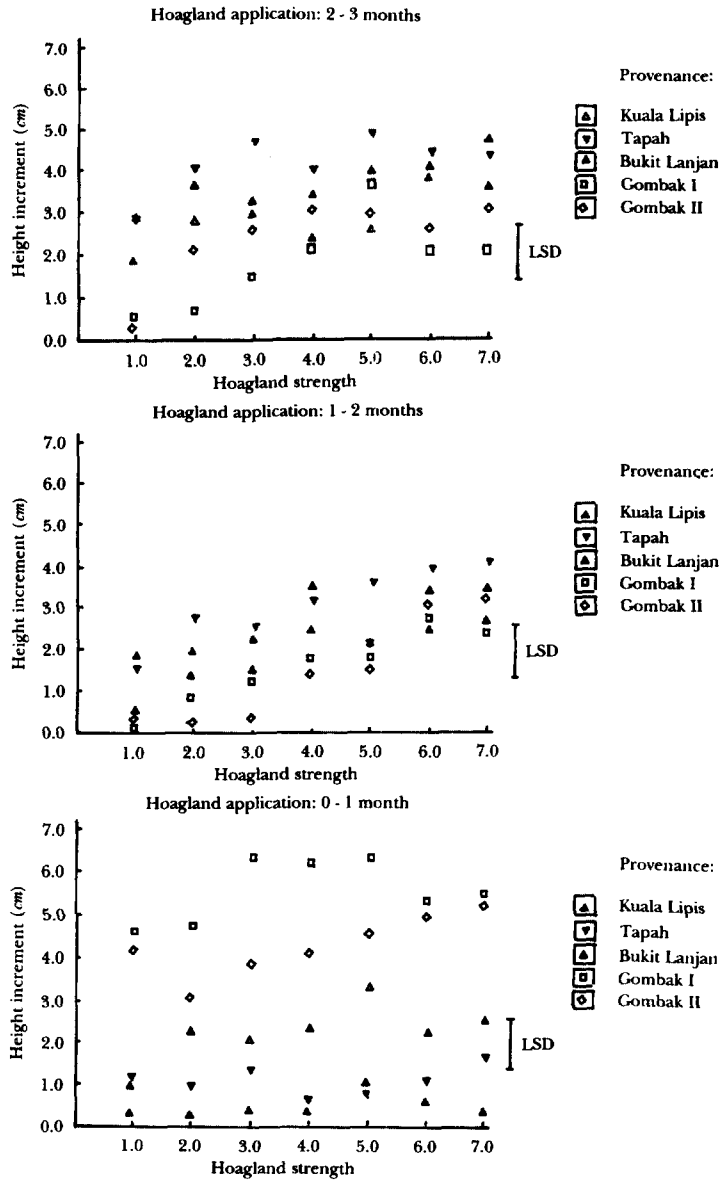 Hoagland application: 2 - 3 months
7.0
6.0
5.0
4.0
3.0
2.0
1.0
0.0
Height increment (cm)
1.0 2.0 3.0 4.0 5.0 6.0 7.0
Hoagland strength
Provenance:
Kuala Lipis
Tapah
Bukit Lanjan
Gombak I
Gombak II
LSD
Hoagland application: 1 - 2 months
7.0
6.0
5.0
4.0
3.0
2.0
1.0
0.0
Height increment (cm)
1.0 2.0 3.0 4.0 5.0 6.0 7.0
Hoagland strength
Provenance:
Kuala Lipis
Tapah
Bukit Lanjan
Gombak I
Gombak II
LSD
Hoagland application: 0 - 1 month
7.0
6.0
5.0
4.0
3.0
2.0
1.0
0.0
Height increment (cm)
1.0 2.0 3.0 4.0 5.0 6.0 7.0
Hoagland strength
Provenance:
Kuala Lipis
Tapah
Bukit Lanjan
Gombak I
Gombak II
LSD